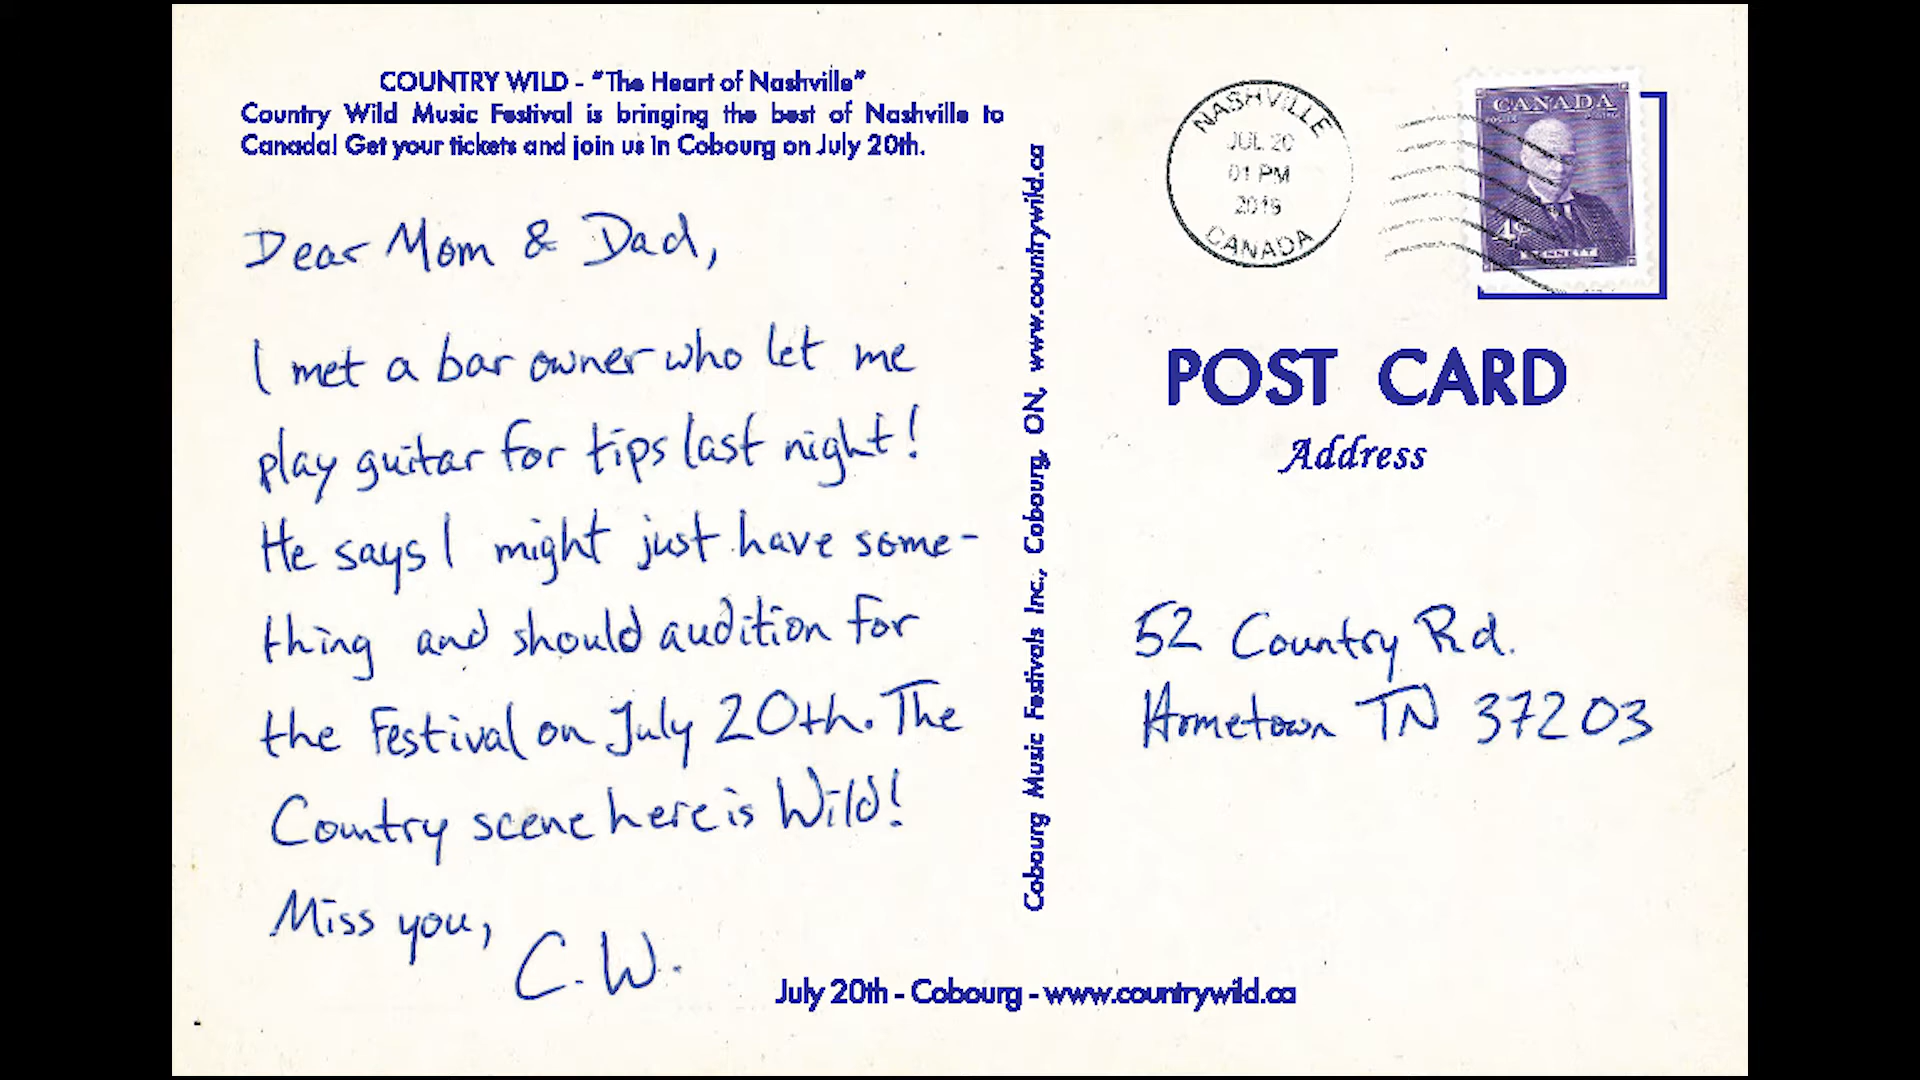 COUNTRY WILD - "The Heart of Nashville"
Country Wild Music Festival is bringing the best of Nashville to
Canada! Get your tickets and join us in Cobourg on July 20th.
Dear Mom & Dad,
I met a bar owner who let me
play guitar for tips last night!
He says I might just have some-
thing and should audition for
the Festival on July 20th. The
Country scene here is Wild!
Miss you,
C.W.
Cobourg Music Festivals Inc., Cobourg, ON, www.countrywild.ca
NASHVILLE
JUL 20
01 PM
2019
CANADA
CANADA
4¢
POST CARD
Address
52 Country Rd.
Hometown TN 37203
July 20th - Cobourg - www.countrywild.ca